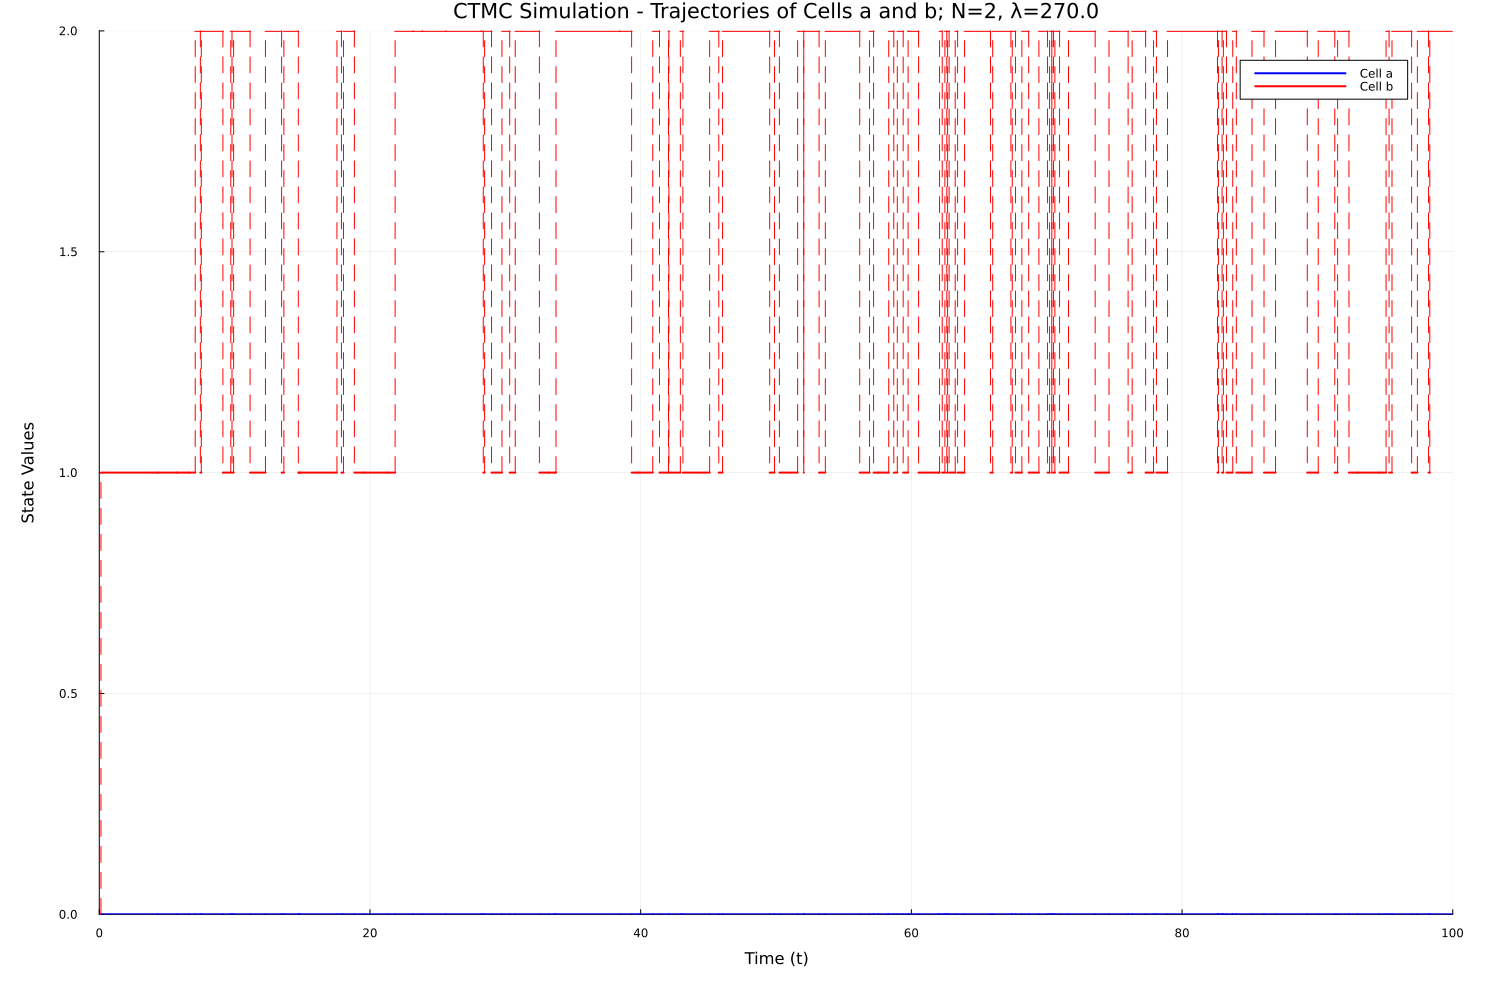 CTMC Simulation - Trajectories of Cells a and b; N=2, λ=270.0
2.0
Cell a
Cell b
1.5
1.0
State Values
0.5
0.0
0 20 40 60 80 100
Time (t)